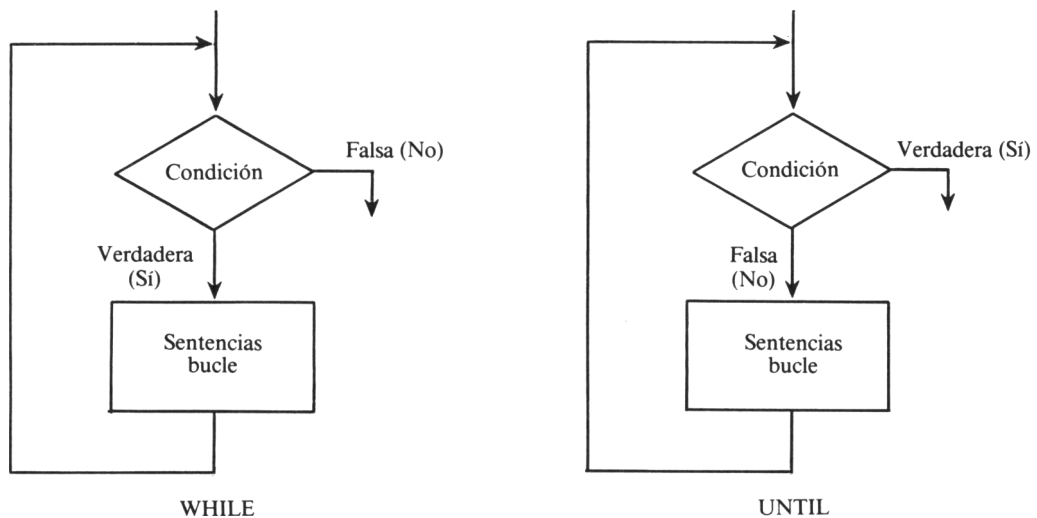 Condición
Falsa (No)
Verdadera
(Sí)
Sentencias
bucle
WHILE
Condición
Verdadera (Sí)
Falsa
(No)
Sentencias
bucle
UNTIL